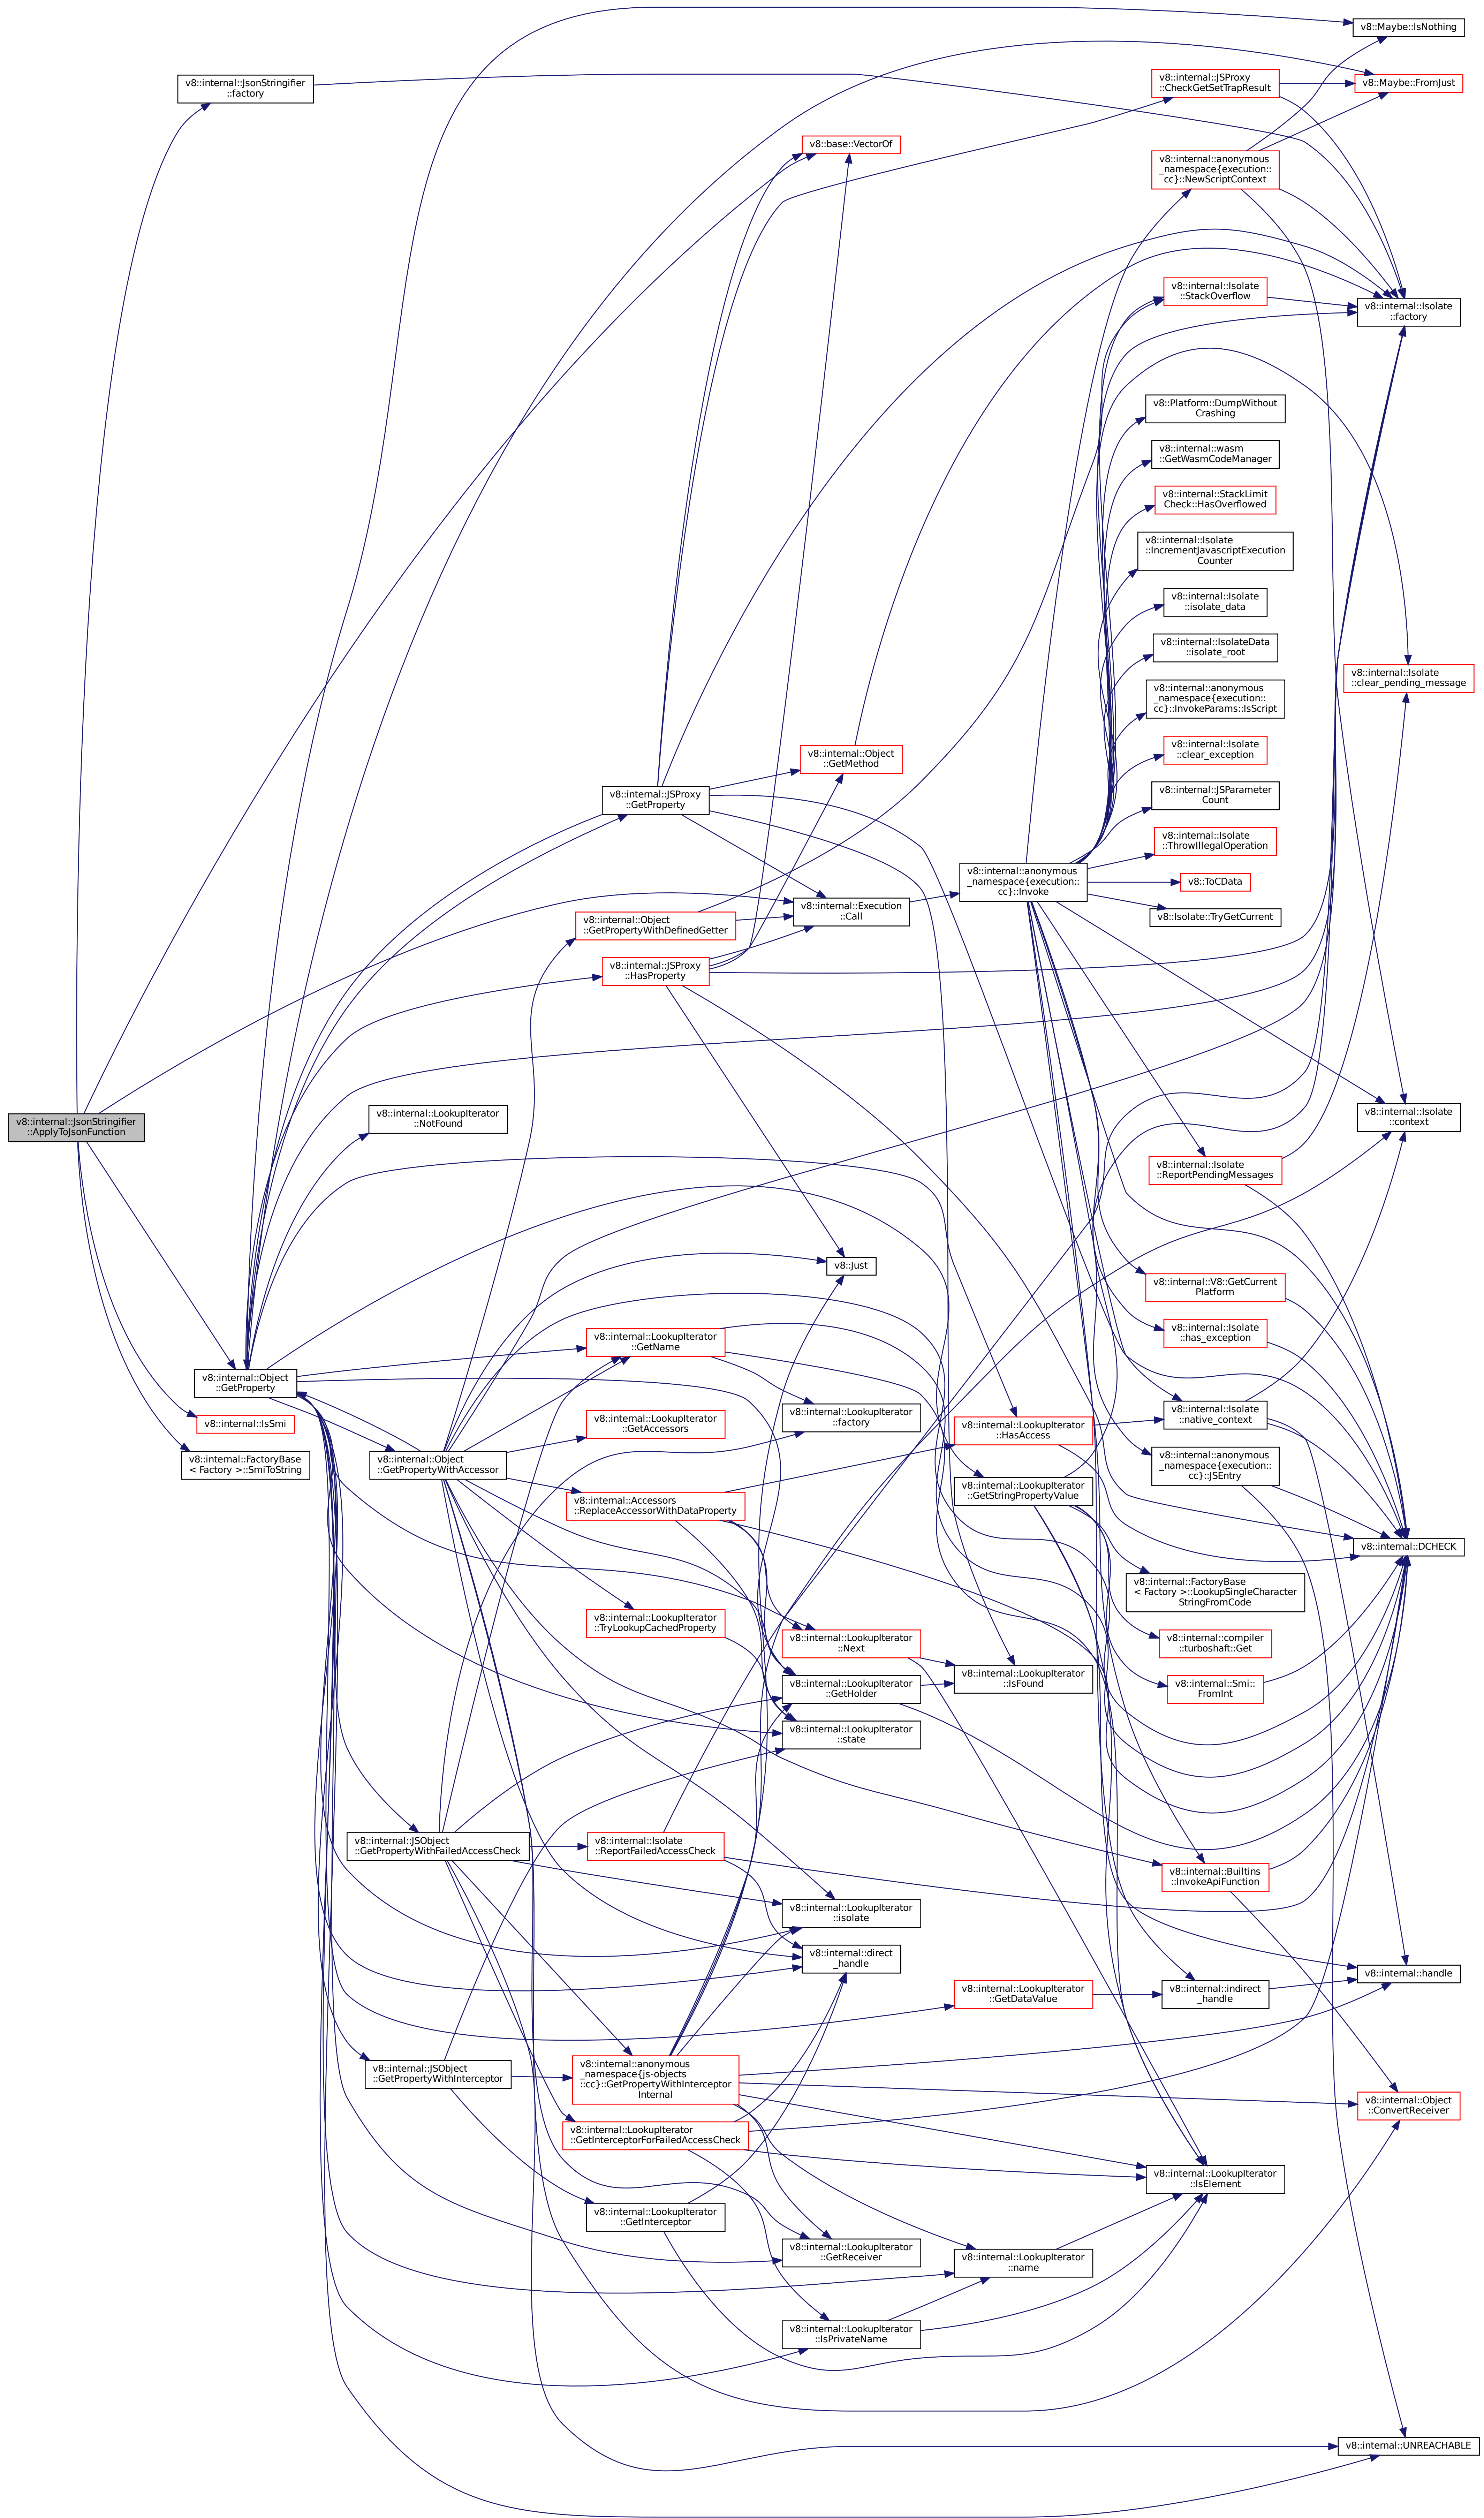 v8::internal::JsonStringifier
::ApplyToJsonFunction
v8::internal::JsonStringifier
::factory
v8::internal::Object
::GetProperty
v8::internal::IsSmi
v8::internal::FactoryBase
< Factory >::SmiToString
v8::internal::LookupIterator
::NotFound
v8::internal::Object
::GetPropertyWithAccessor
v8::internal::JSObject
::GetPropertyWithFailedAccessCheck
v8::internal::JSObject
::GetPropertyWithInterceptor
v8::internal::JSProxy
::GetProperty
v8::internal::Object
::GetPropertyWithDefinedGetter
v8::internal::JSProxy
::HasProperty
v8::internal::LookupIterator
::GetName
v8::internal::LookupIterator
::GetAccessors
v8::internal::Accessors
::ReplaceAccessorWithDataProperty
v8::internal::LookupIterator
::TryLookupCachedProperty
v8::internal::Isolate
::ReportFailedAccessCheck
v8::internal::anonymous
_namespace{js-objects
::cc}::GetPropertyWithInterceptor
Internal
v8::internal::LookupIterator
::GetInterceptorForFailedAccessCheck
v8::internal::LookupIterator
::GetInterceptor
v8::base::VectorOf
v8::internal::Object
::GetMethod
v8::internal::Execution
::Call
v8::Just
v8::internal::LookupIterator
::factory
v8::internal::LookupIterator
::Next
v8::internal::LookupIterator
::GetHolder
v8::internal::LookupIterator
::state
v8::internal::LookupIterator
::isolate
v8::internal::direct
_handle
v8::internal::LookupIterator
::GetReceiver
v8::internal::LookupIterator
::IsPrivateName
v8::internal::anonymous
_namespace{execution::
cc}::Invoke
v8::internal::LookupIterator
::HasAccess
v8::internal::LookupIterator
::GetStringPropertyValue
v8::internal::LookupIterator
::IsFound
v8::internal::LookupIterator
::GetDataValue
v8::internal::LookupIterator
::name
v8::internal::JSProxy
::CheckGetSetTrapResult
v8::internal::anonymous
_namespace{execution::
cc}::NewScriptContext
v8::internal::Isolate
::StackOverflow
v8::Platform::DumpWithout
Crashing
v8::internal::wasm
::GetWasmCodeManager
v8::internal::StackLimit
Check::HasOverflowed
v8::internal::Isolate
::IncrementJavascriptExecution
Counter
v8::internal::Isolate
::isolate_data
v8::internal::IsolateData
::isolate_root
v8::internal::anonymous
_namespace{execution::
cc}::InvokeParams::IsScript
v8::internal::Isolate
::clear_exception
v8::internal::JSParameter
Count
v8::internal::Isolate
::ThrowIllegalOperation
v8::ToCData
v8::Isolate::TryGetCurrent
v8::internal::Isolate
::ReportPendingMessages
v8::internal::V8::GetCurrent
Platform
v8::internal::Isolate
::has_exception
v8::internal::Isolate
::native_context
v8::internal::anonymous
_namespace{execution::
cc}::JSEntry
v8::internal::FactoryBase
< Factory >::LookupSingleCharacter
StringFromCode
v8::internal::compiler
::turboshaft::Get
v8::internal::Smi::
FromInt
v8::internal::Builtins
::InvokeApiFunction
v8::internal::indirect
_handle
v8::internal::LookupIterator
::IsElement
v8::Maybe::IsNothing
v8::Maybe::FromJust
v8::internal::Isolate
::factory
v8::internal::Isolate
::clear_pending_message
v8::internal::Isolate
::context
v8::internal::DCHECK
v8::internal::handle
v8::internal::Object
::ConvertReceiver
v8::internal::UNREACHABLE